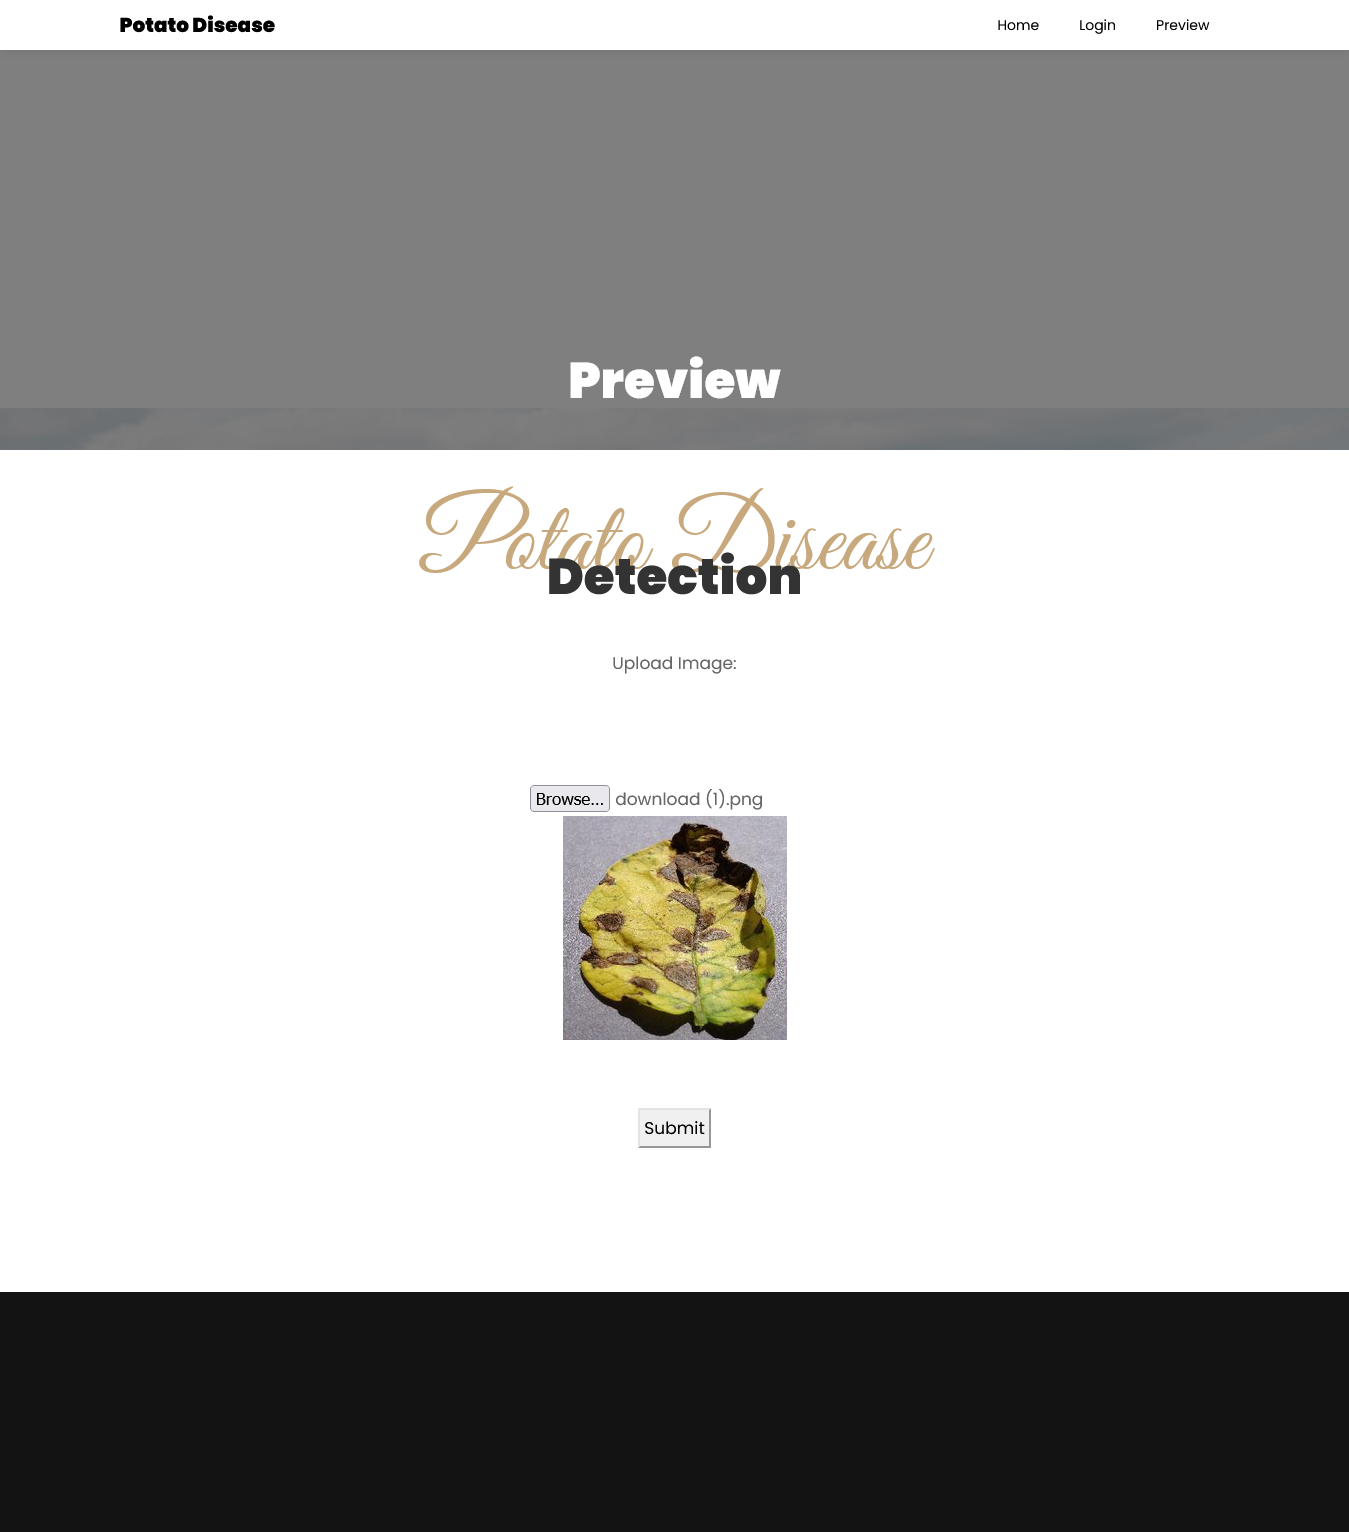 Potato Disease
Home Login Preview
Preview
Potato Disease
Detection
Upload Image:
Browse... download (1).png
Submit